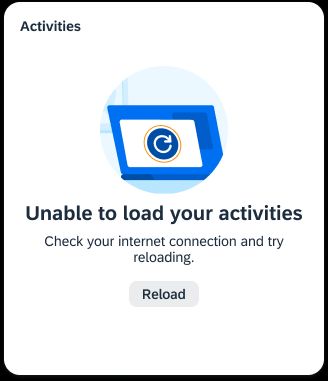 Activities
Unable to load your activities
Check your internet connection and try
reloading.
Reload